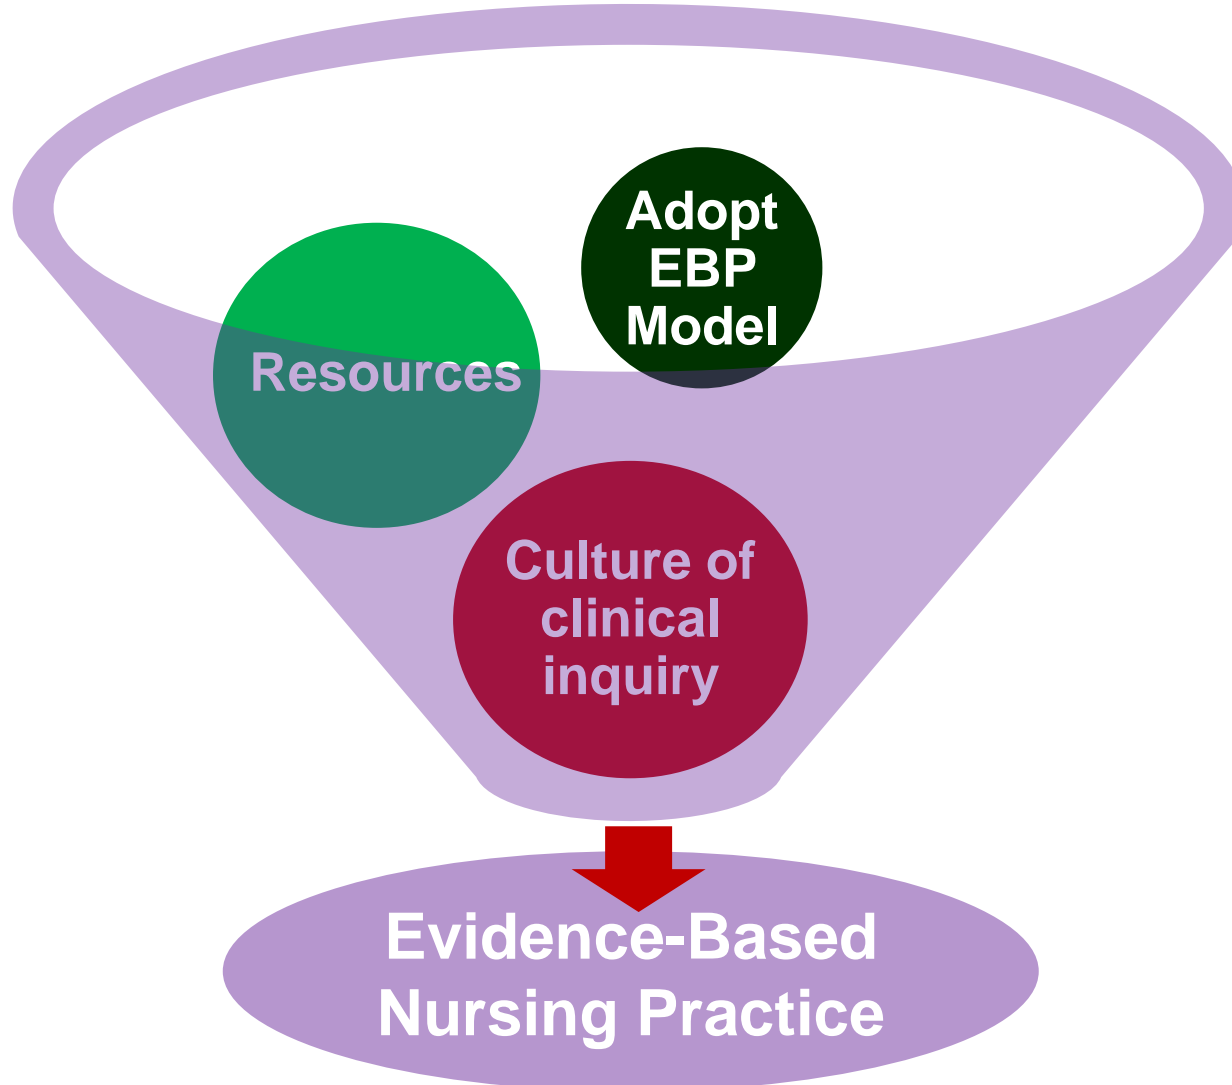 Adopt
EBP
Model
Resources
Culture of
clinical
inquiry
Evidence-Based
Nursing Practice